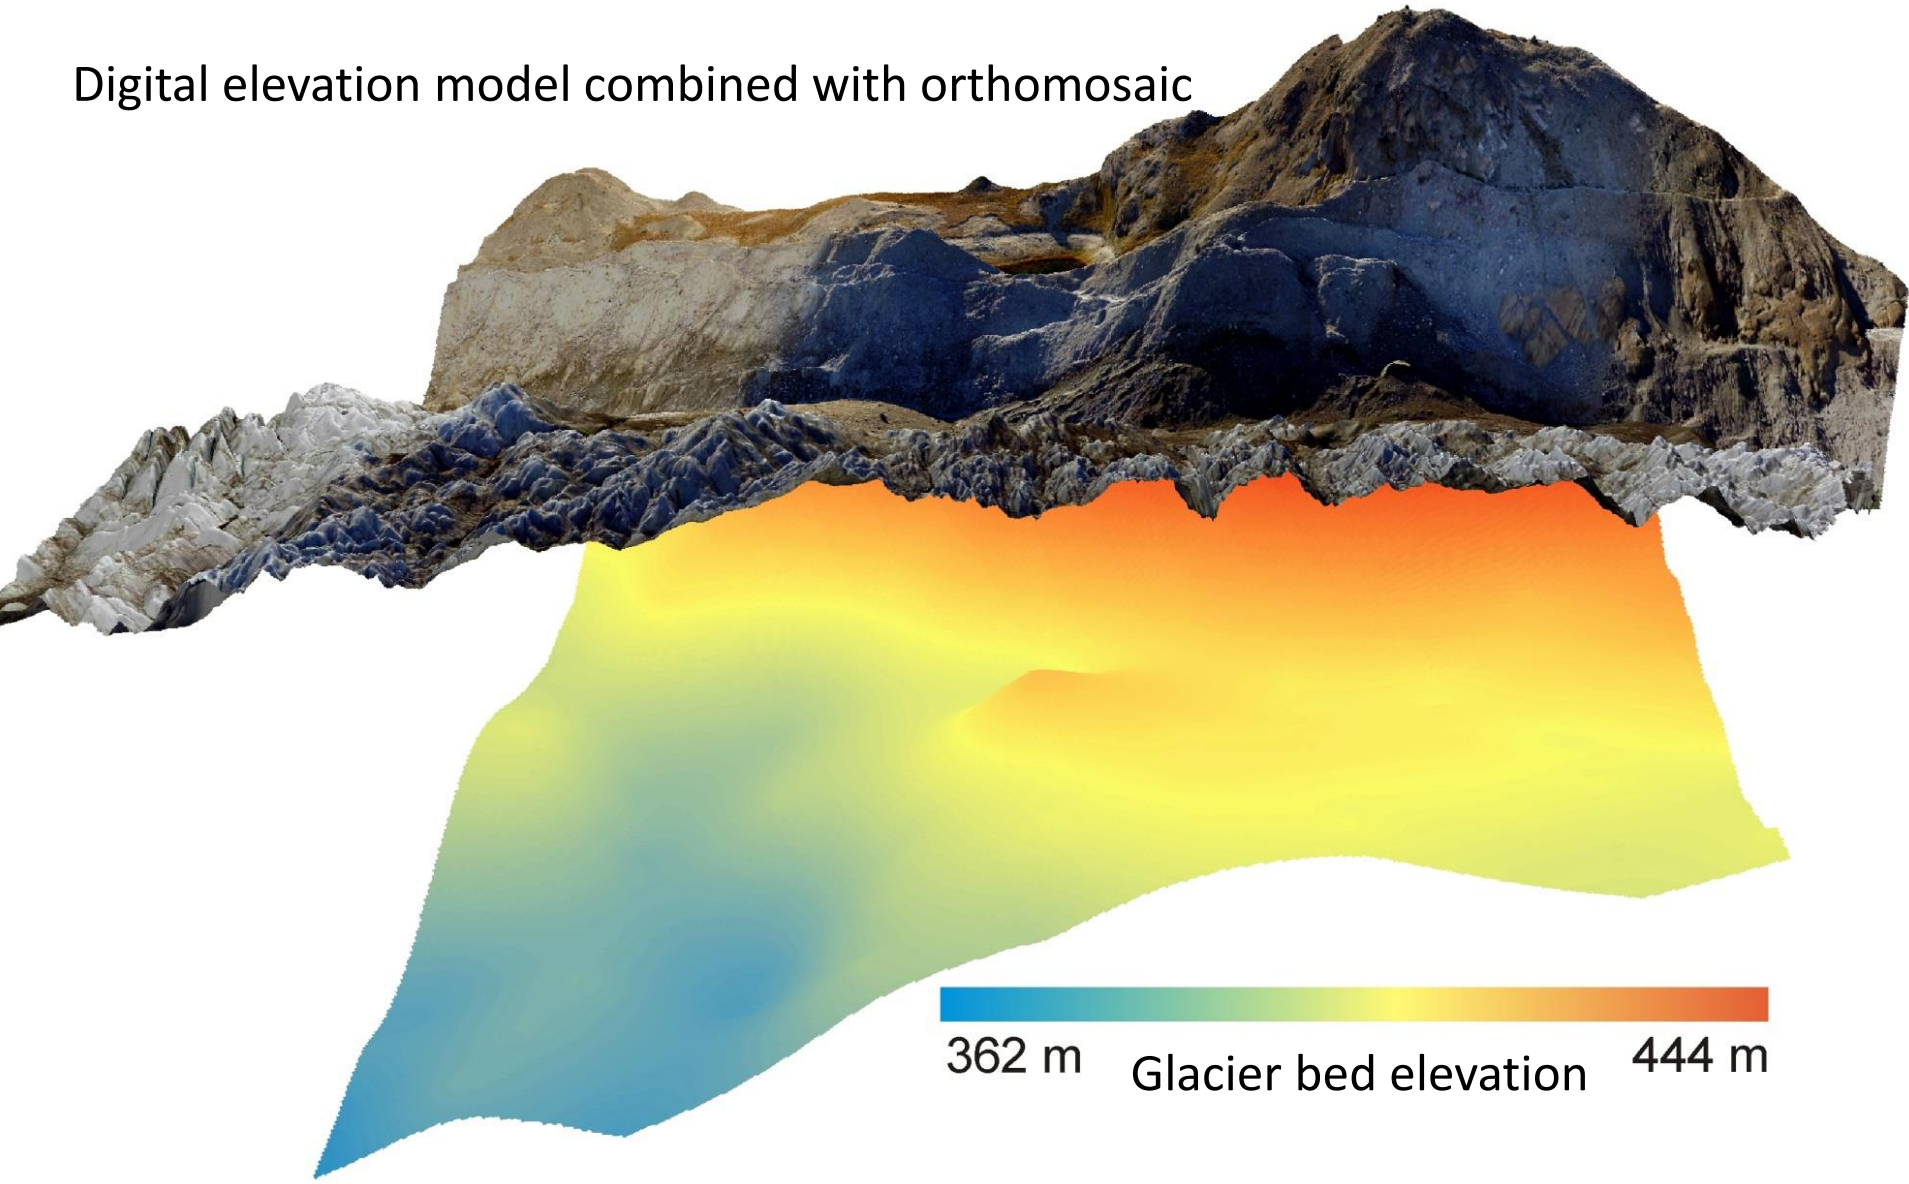 Digital elevation model combined with orthomosaic
362 m
Glacier bed elevation
444 m